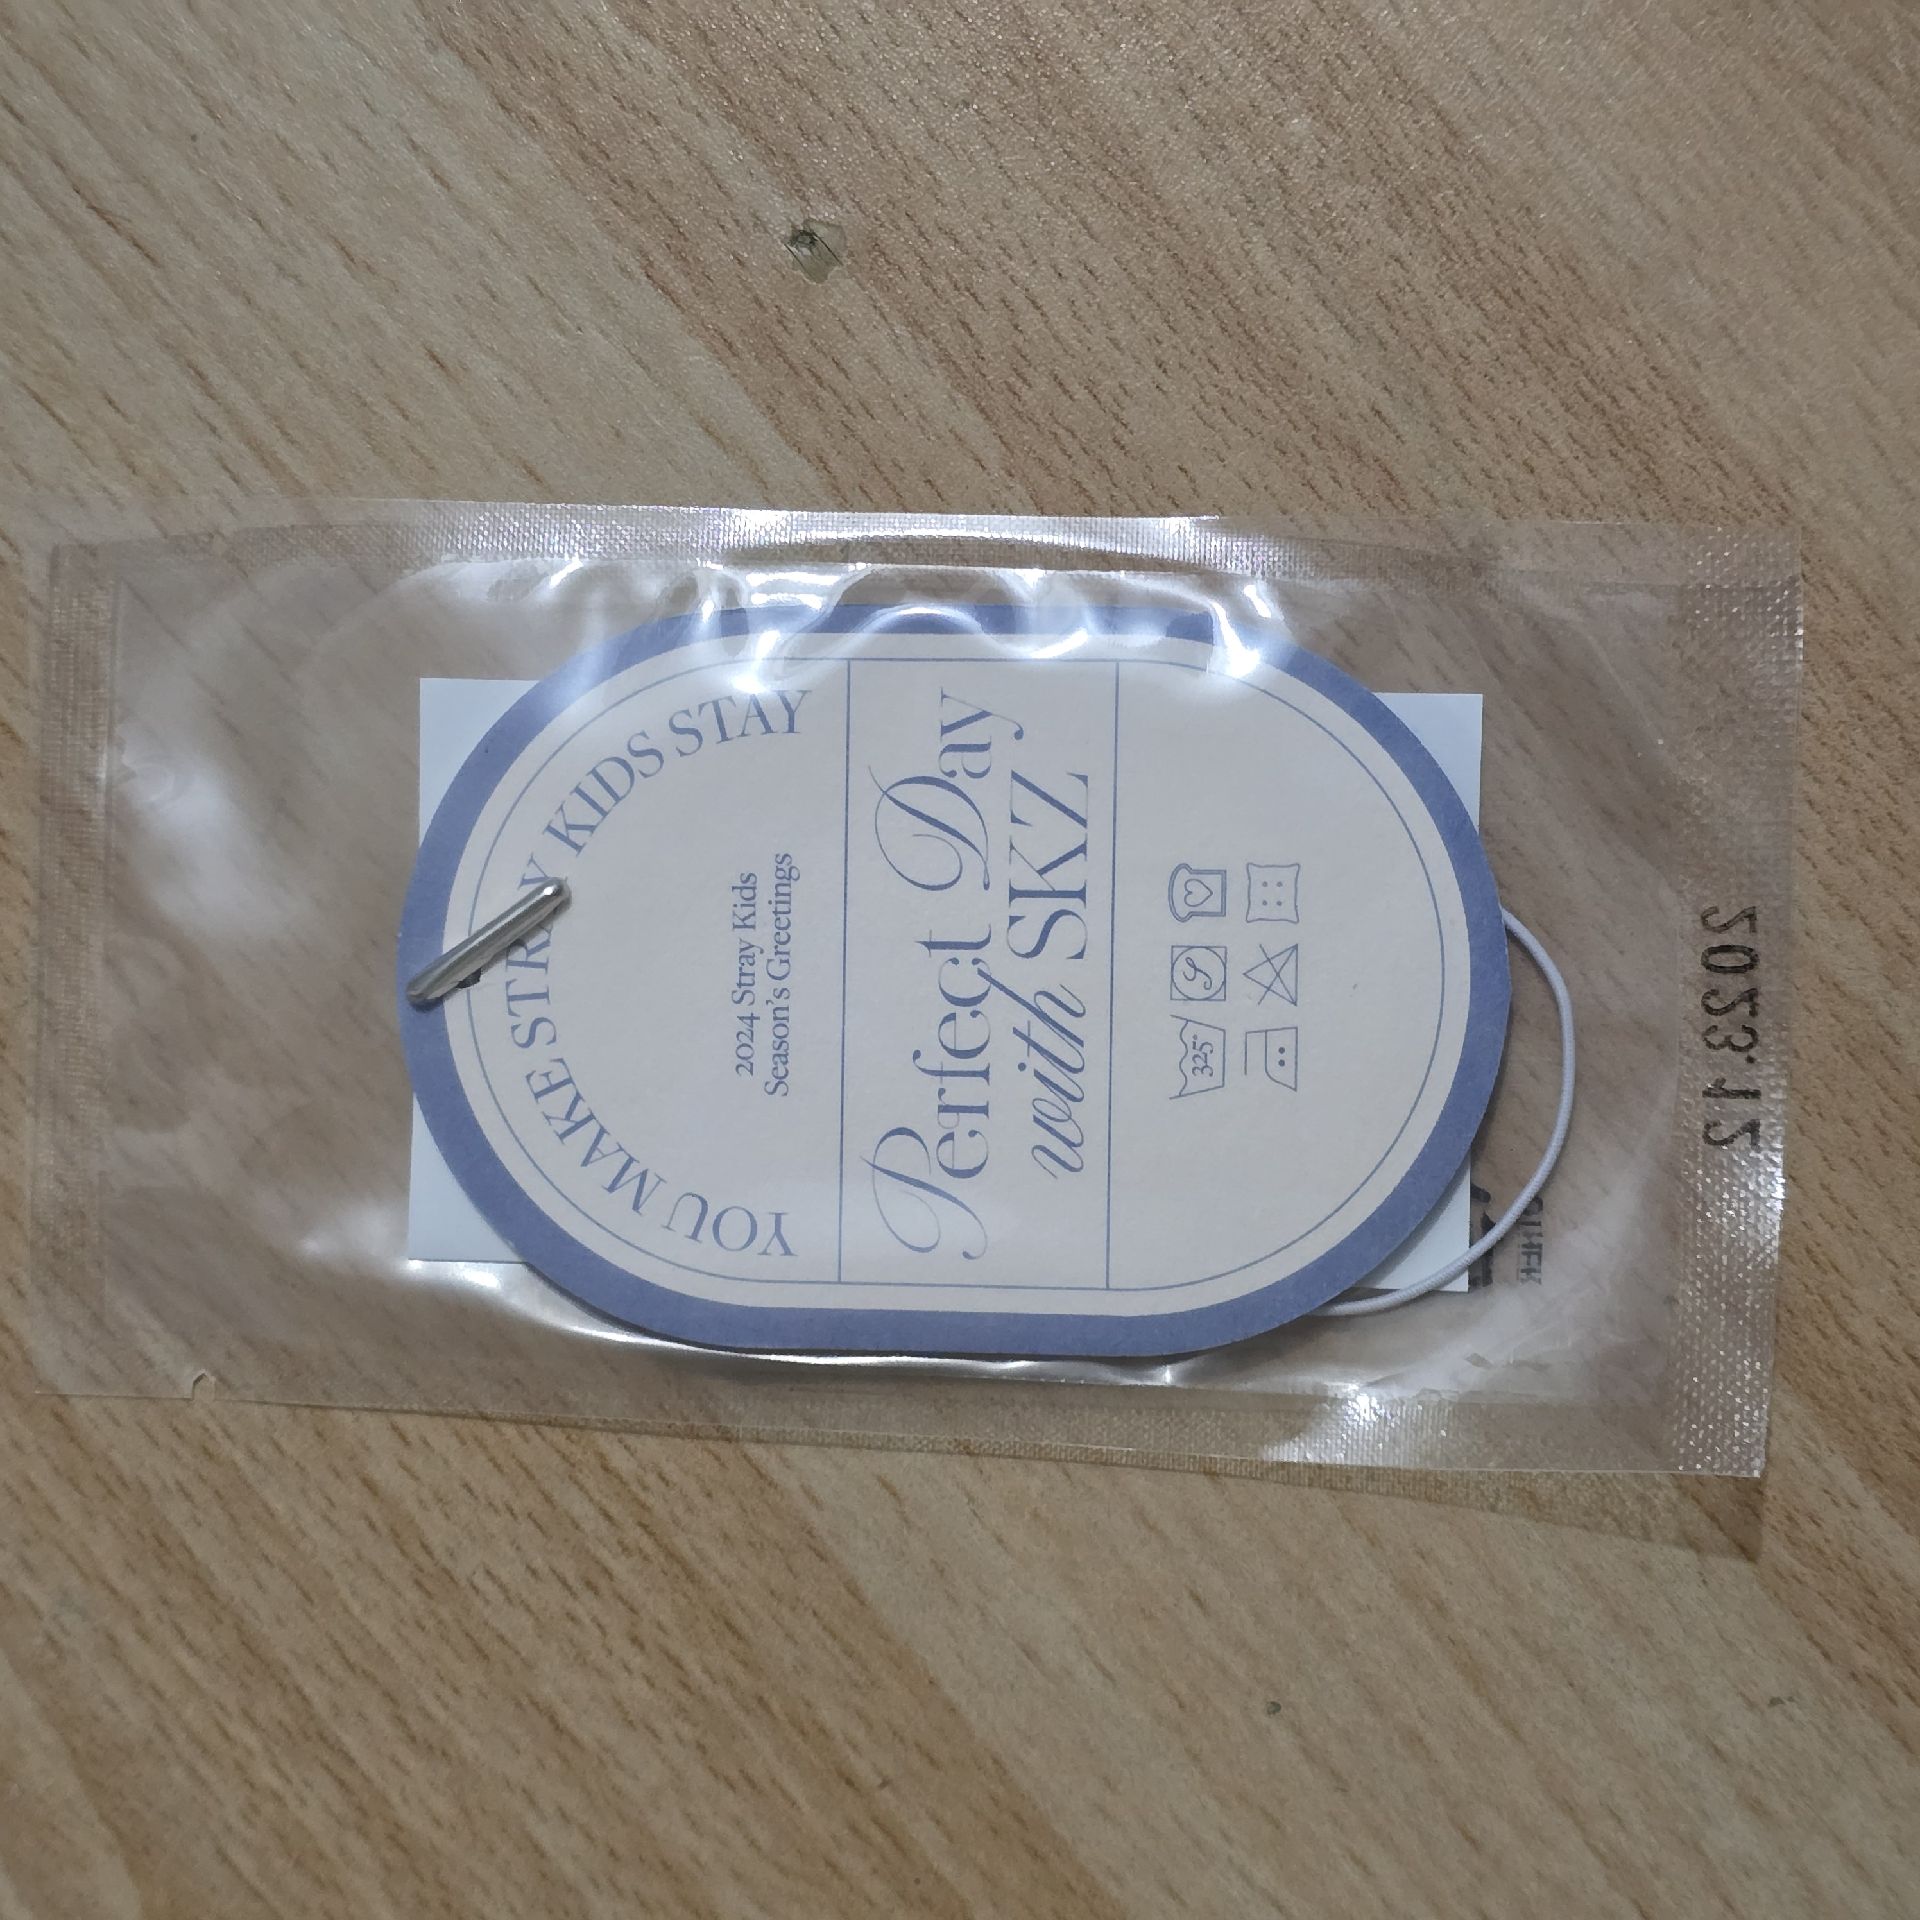 YOU MAKE STRAY KIDS STAY
2024 Stray Kids
Season's Greetings
Perfect Day
with SKZ
325°
2023.12